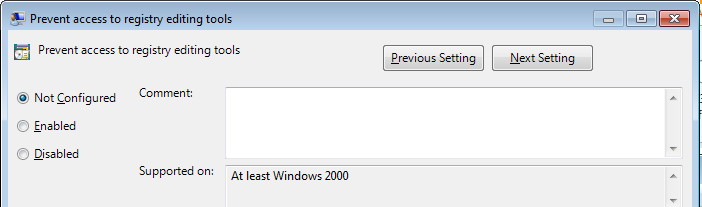 Prevent access to registry editing tools
Prevent access to registry editing tools
Previous Setting
Next Setting
Not Configured
Comment:
Enabled
Disabled
Supported on:
At least Windows 2000